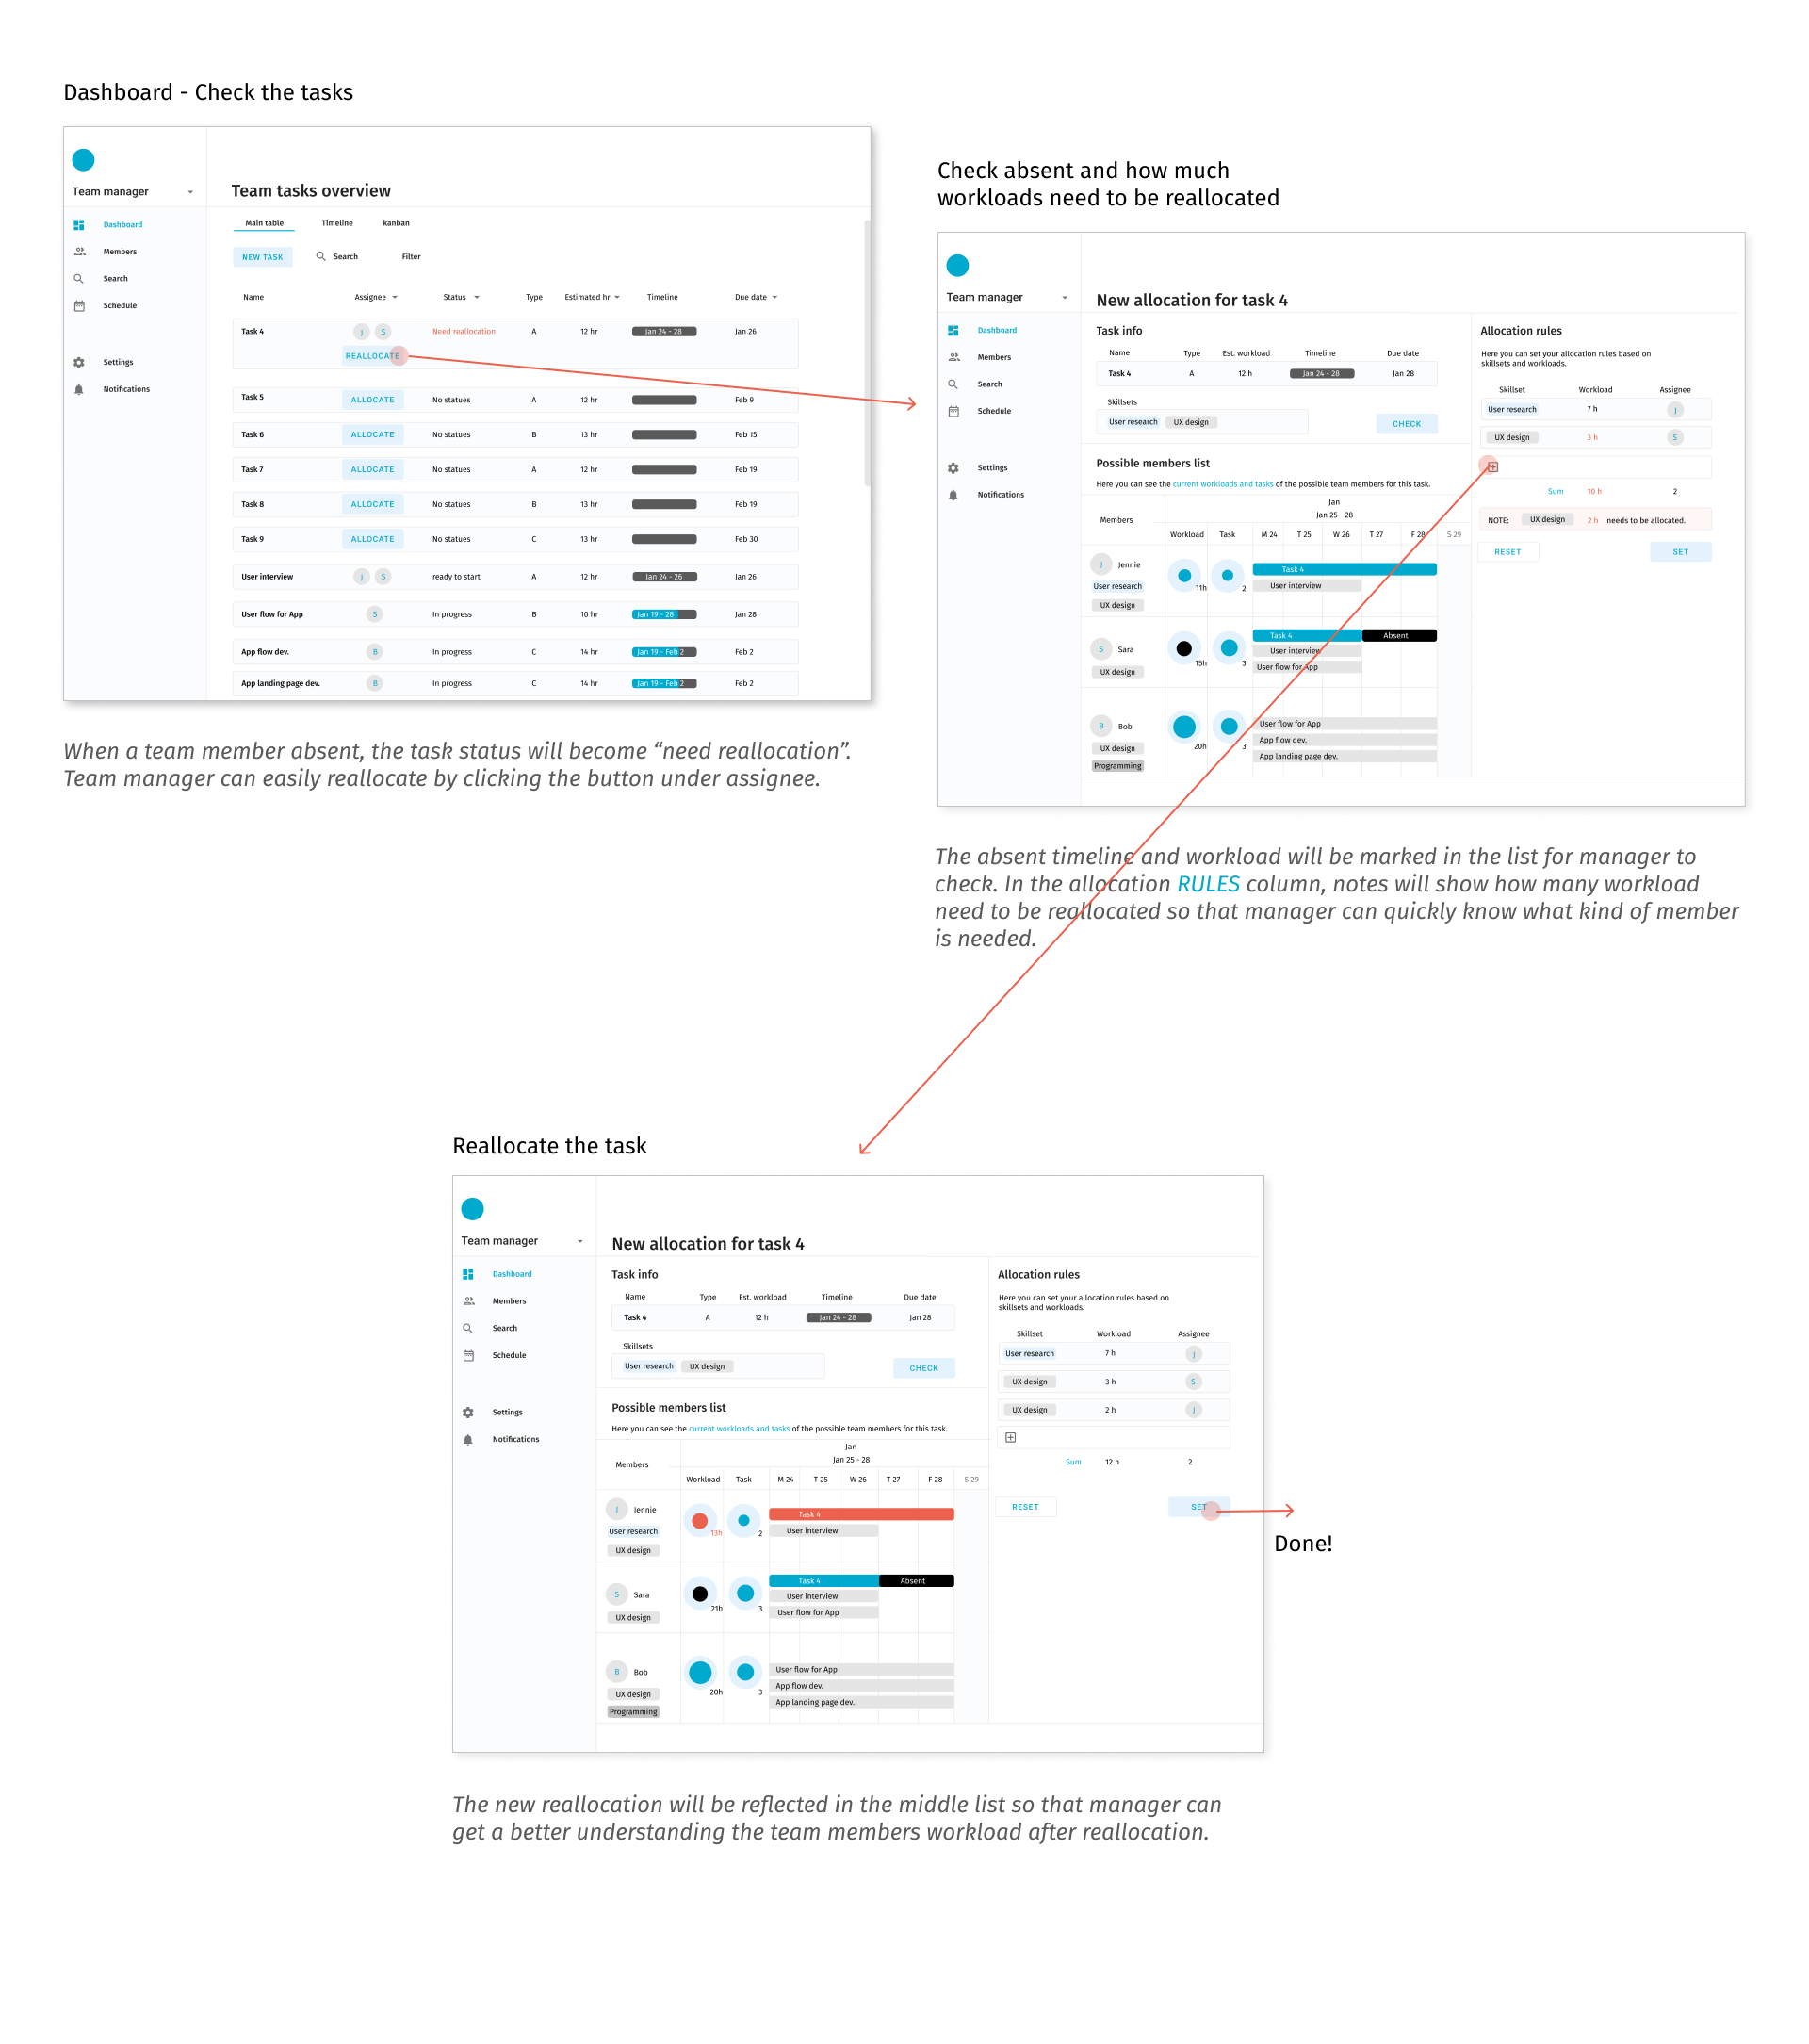 Dashboard - Check the tasks
Team manager
Dashboard
Members
Search
Schedule
Settings
Notifications
Team tasks overview
Main table Timeline kanban
NEW TASK Search Filter
Name Assignee Status Type Estimated hr Timeline Due date
Task 4 J S Need reallocation A 12 hr Jan 24 - 28 Jan 26
REALLOCATE
Task 5 ALLOCATE No statues A 12 hr Feb 9
Task 6 ALLOCATE No statues B 13 hr Feb 15
Task 7 ALLOCATE No statues A 12 hr Feb 19
Task 8 ALLOCATE No statues B 13 hr Feb 19
Task 9 ALLOCATE No statues C 13 hr Feb 30
User interview J S ready to start A 12 hr Jan 24 - 26 Jan 26
User flow for App S In progress B 10 hr Jan 19 - 28 Jan 28
App flow dev. B In progress C 14 hr Jan 19 - Feb 2 Feb 2
App landing page dev. B In progress C 14 hr Jan 19 - Feb 2 Feb 2
When a team member absent, the task status will become “need reallocation”.
Team manager can easily reallocate by clicking the button under assignee.
Check absent and how much
workloads need to be reallocated
Team manager
Dashboard
Members
Search
Schedule
Settings
Notifications
New allocation for task 4
Task info
Name Type Est. workload Timeline Due date
Task 4 A 12 h Jan 24 - 28 Jan 28
Skillsets
User research UX design CHECK
Possible members list
Here you can see the current workloads and tasks of the possible team members for this task.
Jan
Jan 25 - 28
Members
Workload Task M 24 T 25 W 26 T 27 F 28 S 29
J Jennie
User research
UX design
11h 2
Task 4
User interview
S Sara
UX design
15h 3
Task 4 Absent
User interview
User flow for App
B Bob
UX design
Programming
20h 3
User flow for App
App flow dev.
App landing page dev.
Allocation rules
Here you can set your allocation rules based on
skillsets and workloads.
Skillset Workload Assignee
User research 7 h J
UX design 3 h S
Sum 10 h 2
NOTE: UX design 2 h needs to be allocated.
RESET SET
The absent timeline and workload will be marked in the list for manager to
check. In the allocation RULES column, notes will show how many workload
need to be reallocated so that manager can quickly know what kind of member
is needed.
Reallocate the task
Team manager
Dashboard
Members
Search
Schedule
Settings
Notifications
New allocation for task 4
Task info
Name Type Est. workload Timeline Due date
Task 4 A 12 h Jan 24 - 28 Jan 28
Skillsets
User research UX design CHECK
Possible members list
Here you can see the current workloads and tasks of the possible team members for this task.
Jan
Jan 25 - 28
Members
Workload Task M 24 T 25 W 26 T 27 F 28 S 29
J Jennie
User research
UX design
13h 2
Task 4
User interview
S Sara
UX design
21h 3
Task 4 Absent
User interview
User flow for App
B Bob
UX design
Programming
20h 3
User flow for App
App flow dev.
App landing page dev.
Allocation rules
Here you can set your allocation rules based on
skillsets and workloads.
Skillset Workload Assignee
User research 7 h J
UX design 3 h S
UX design 2 h J
Sum 12 h 2
RESET SET
Done!
The new reallocation will be reflected in the middle list so that manager can
get a better understanding the team members workload after reallocation.